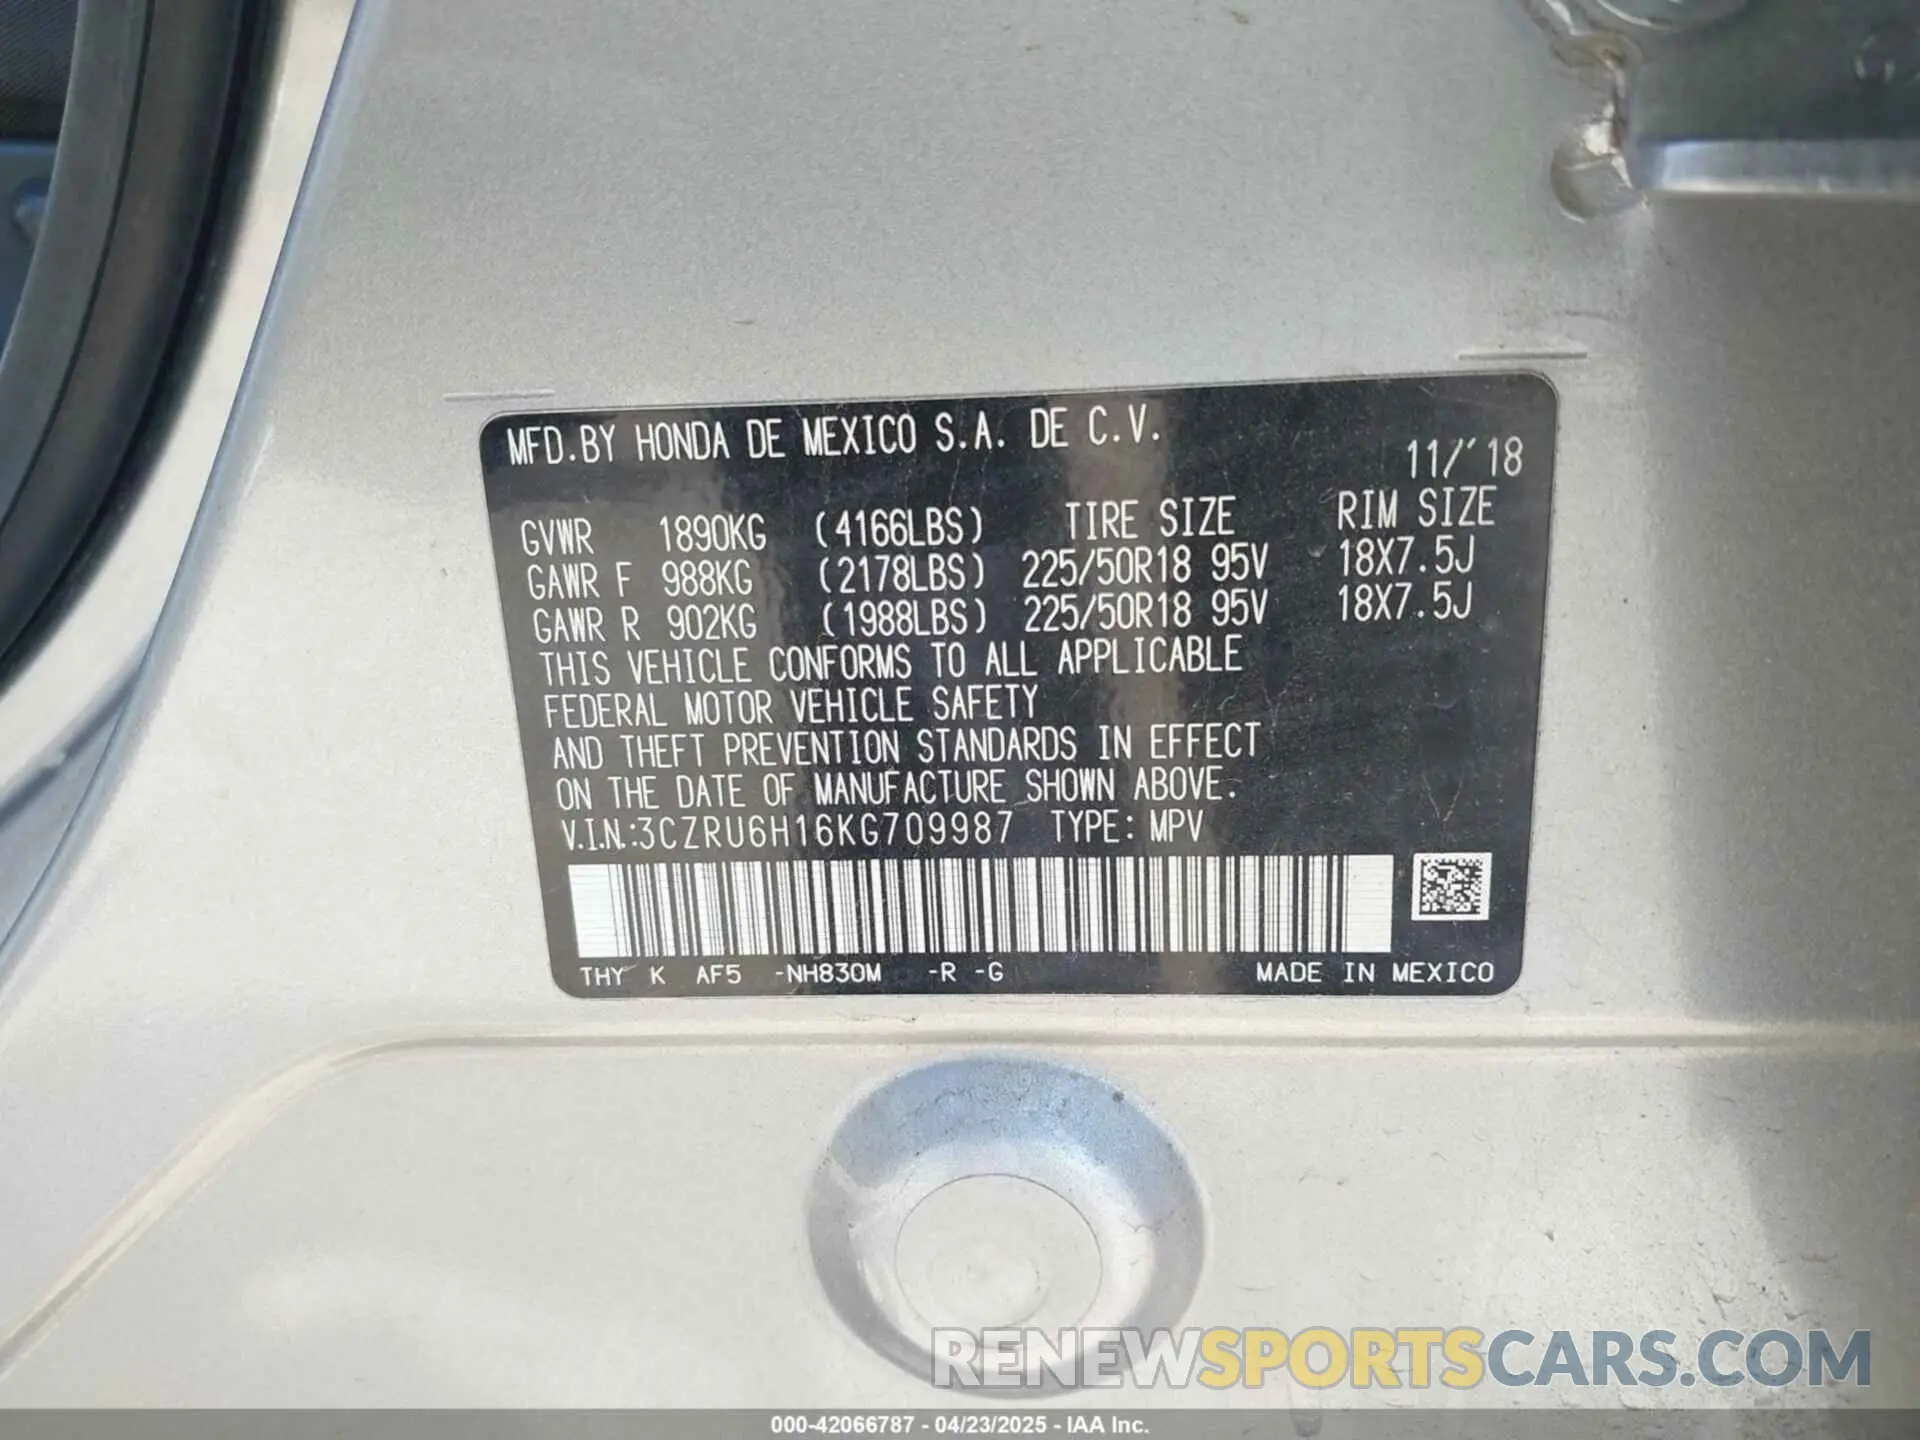 MFD.BY HONDA DE MEXICO S.A. DE C.V.
11/'18
GVWR 1890KG (4166LBS) TIRE SIZE RIM SIZE
GAWR F 988KG (2178LBS) 225/50R18 95V 18X7.5J
GAWR R 902KG (1988LBS) 225/50R18 95V 18X7.5J
THIS VEHICLE CONFORMS TO ALL APPLICABLE
FEDERAL MOTOR VEHICLE SAFETY
AND THEFT PREVENTION STANDARDS IN EFFECT
ON THE DATE OF MANUFACTURE SHOWN ABOVE.
V.I.N.:3CZRU6H16KG709987 TYPE: MPV
THY K AF5 -NH830M -R -G MADE IN MEXICO
RENEWSPORTSCARS.COM
000-42066787 - 04/23/2025 - IAA Inc.